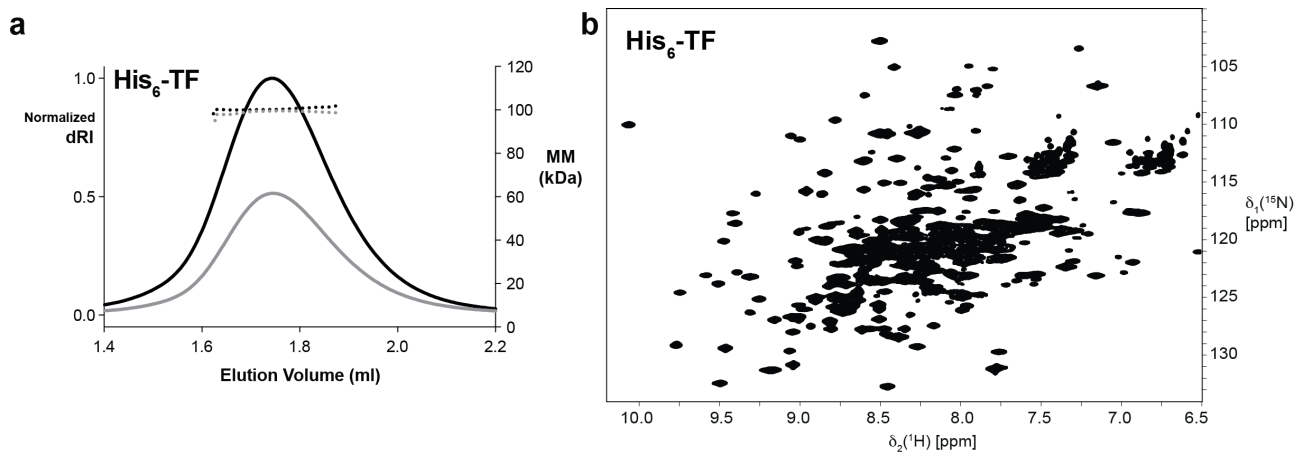 a
His6-TF
Normalized
dRI
1.0
0.5
0.0
120
100
80
60
40
20
0
MM
(kDa)
1.4
1.6
1.8
2.0
2.2
Elution Volume (ml)
b
His6-TF
105
110
115
120
125
130
δ1(15N)
[ppm]
10.0
9.5
9.0
8.5
8.0
7.5
7.0
6.5
δ2(1H) [ppm]